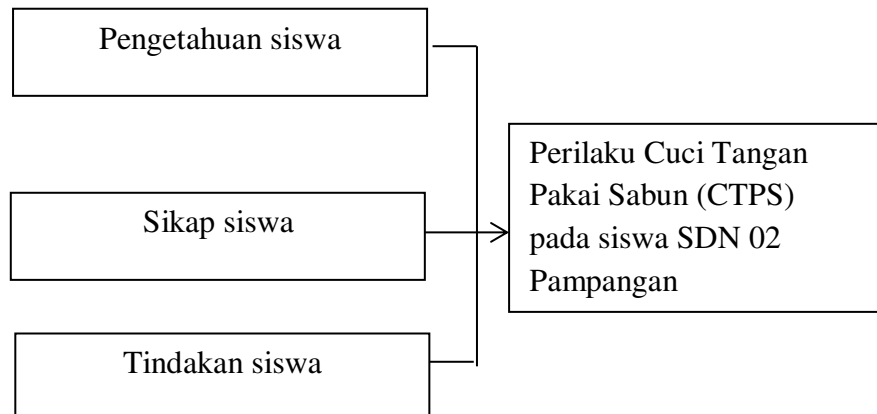 Pengetahuan siswa
Sikap siswa
Tindakan siswa
Perilaku Cuci Tangan
Pakai Sabun (CTPS)
pada siswa SDN 02
Pampangan